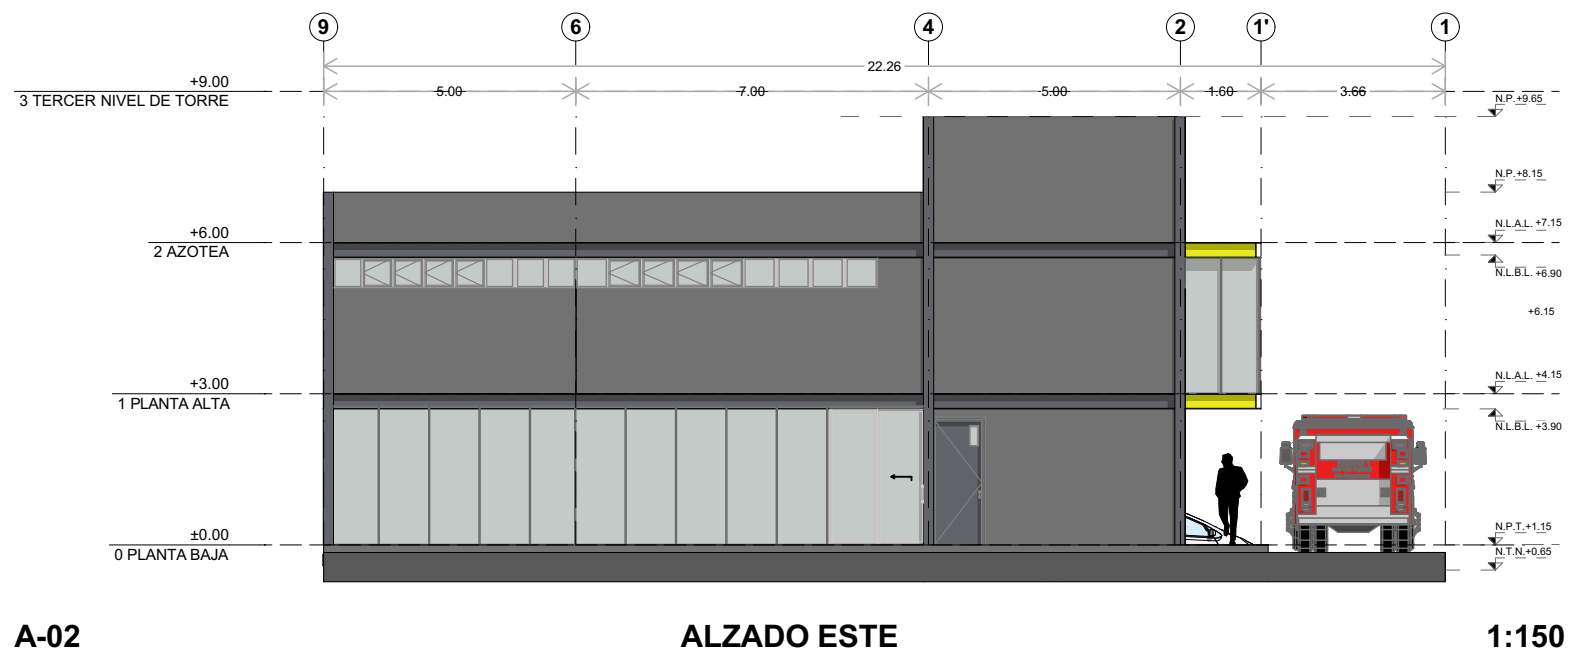 9 6 4 2 1' 1
22.26
+9.00
3 TERCER NIVEL DE TORRE
5.00 7.00 5.00 1.60 3.66
N.P.+9.65
N.P.+8.15
+6.00
2 AZOTEA
N.L.A.L. +7.15
N.L.B.L. +6.90
+6.15
+3.00
1 PLANTA ALTA
N.L.A.L. +4.15
N.L.B.L. +3.90
±0.00
0 PLANTA BAJA
N.P.T.+1.15
N.T.N.+0.65
A-02 ALZADO ESTE 1:150